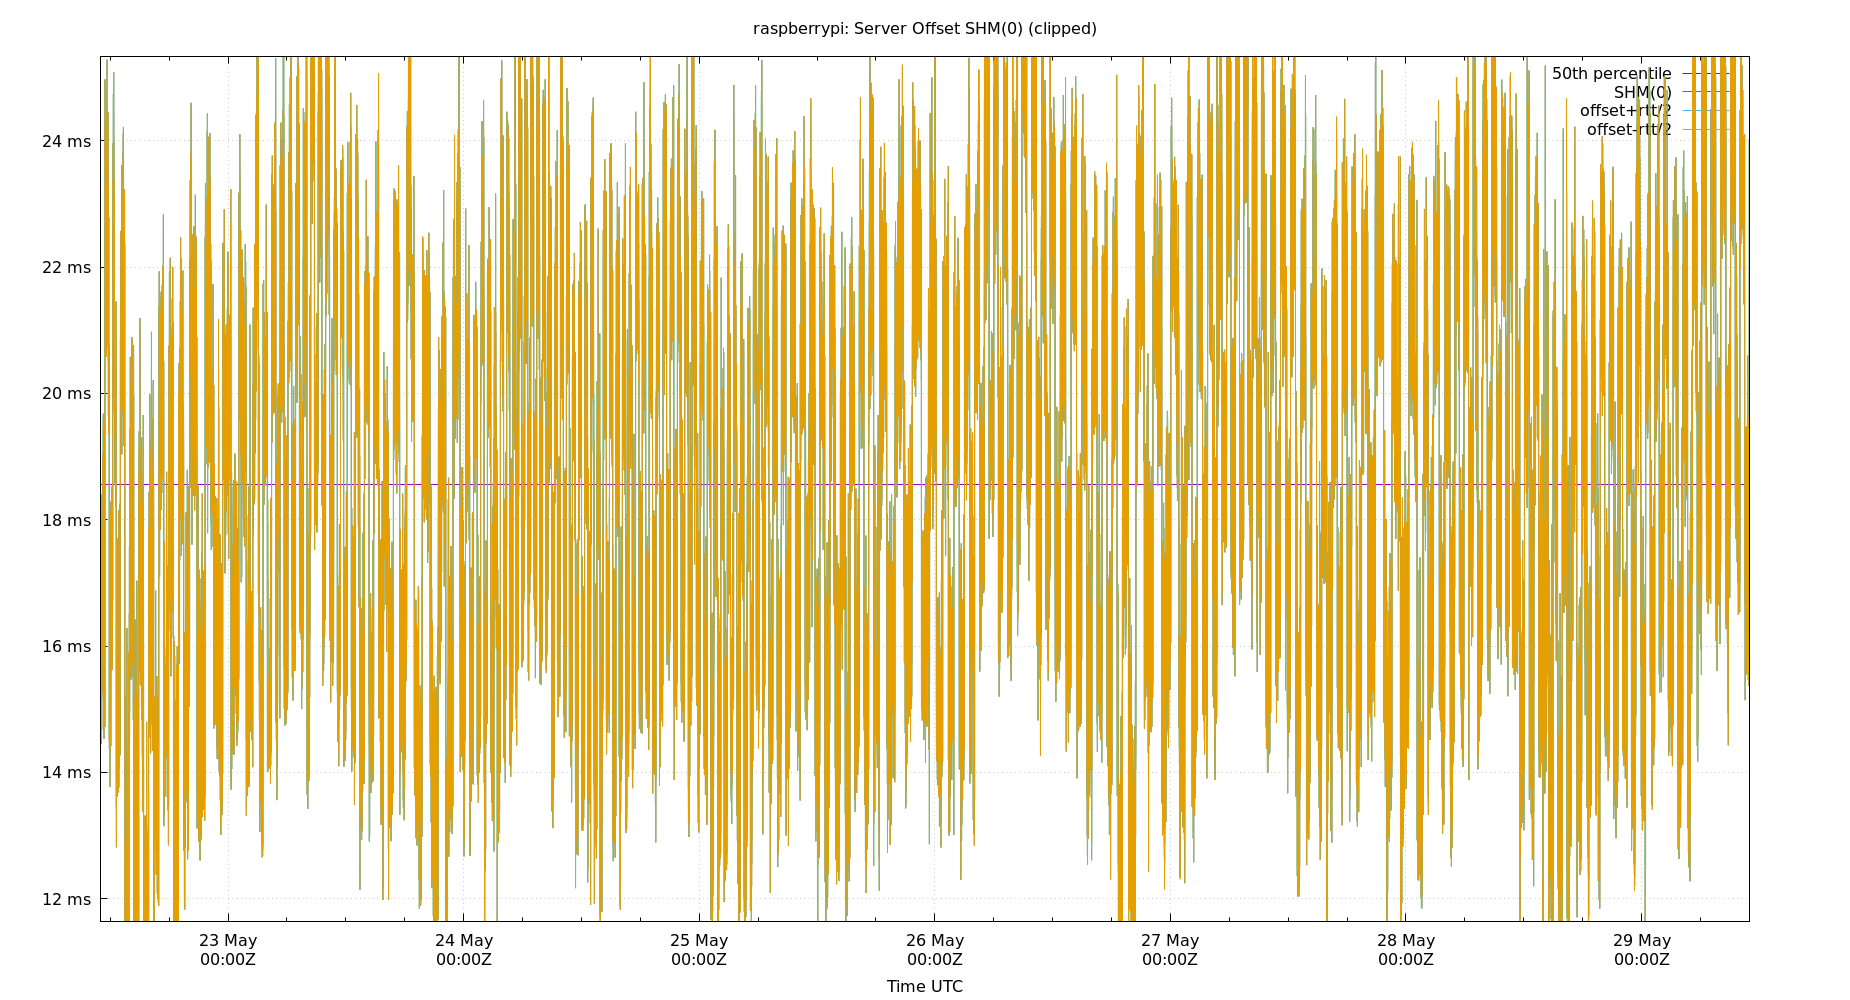 raspberrypi: Server Offset SHM(0) (clipped)
50th percentile
SHM(0)
offset+rtt/2
offset-rtt/2
24 ms
22 ms
20 ms
18 ms
16 ms
14 ms
12 ms
23 May 24 May 25 May 26 May 27 May 28 May 29 May
00:00Z 00:00Z 00:00Z 00:00Z 00:00Z 00:00Z 00:00Z
Time UTC